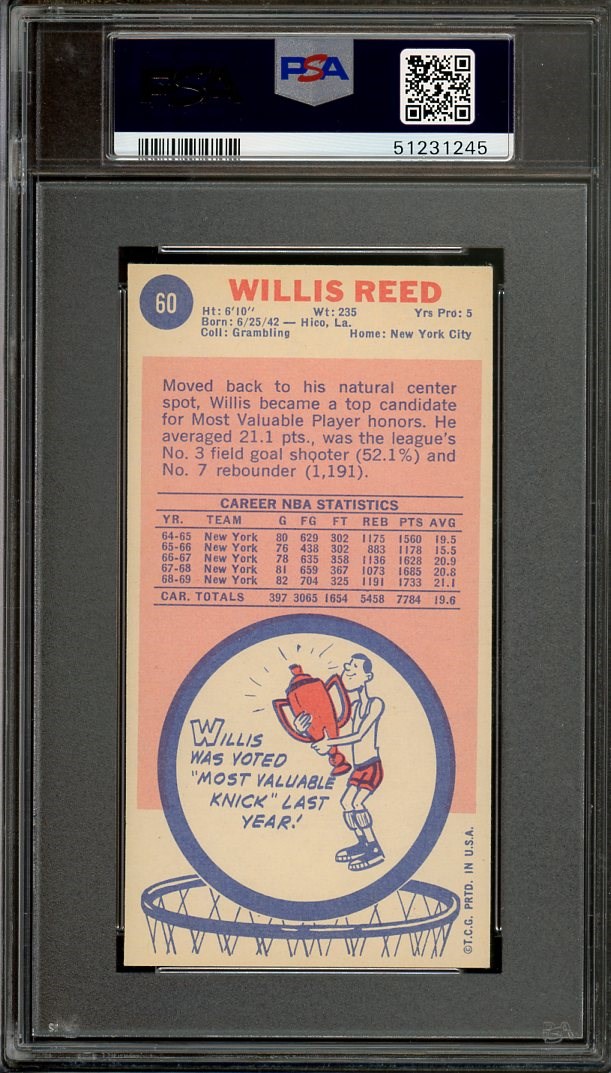 PSA
PSA
51231245
60
WILLIS REED
Ht: 6'10" Wt: 235 Yrs Pro: 5
Born: 6/25/42 — Hico, La.
Coll: Grambling Home: New York City
Moved back to his natural center
spot, Willis became a top candidate
for Most Valuable Player honors. He
averaged 21.1 pts., was the league's
No. 3 field goal shooter (52.1%) and
No. 7 rebounder (1,191).
CAREER NBA STATISTICS
YR. TEAM G FG FT REB PTS AVG
64-65 New York 80 629 302 1175 1560 19.5
65-66 New York 76 438 302 883 1178 15.5
66-67 New York 78 635 358 1136 1628 20.9
67-68 New York 81 659 367 1073 1685 20.8
68-69 New York 82 704 325 1191 1733 21.1
CAR. TOTALS 397 3065 1654 5458 7784 19.6
WILLIS
WAS VOTED
"MOST VALUABLE
KNICK" LAST
YEAR!
©T.C.G. PRTD. IN U.S.A.